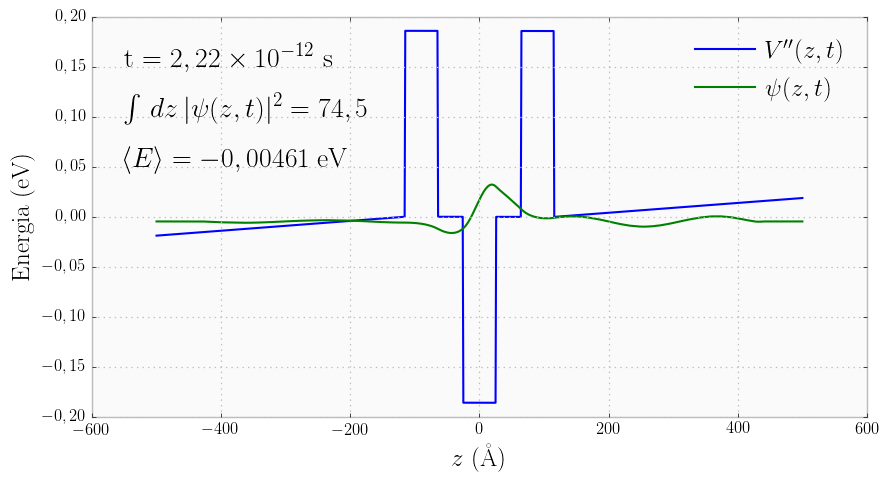 t = 2,22 × 10⁻¹² s
∫ dz |ψ(z,t)|² = 74,5
⟨E⟩ = −0,00461 eV
V″(z,t)
ψ(z,t)
Energia (eV)
0,20
0,15
0,10
0,05
0,00
−0,05
−0,10
−0,15
−0,20
−600 −400 −200 0 200 400 600
z (Å)